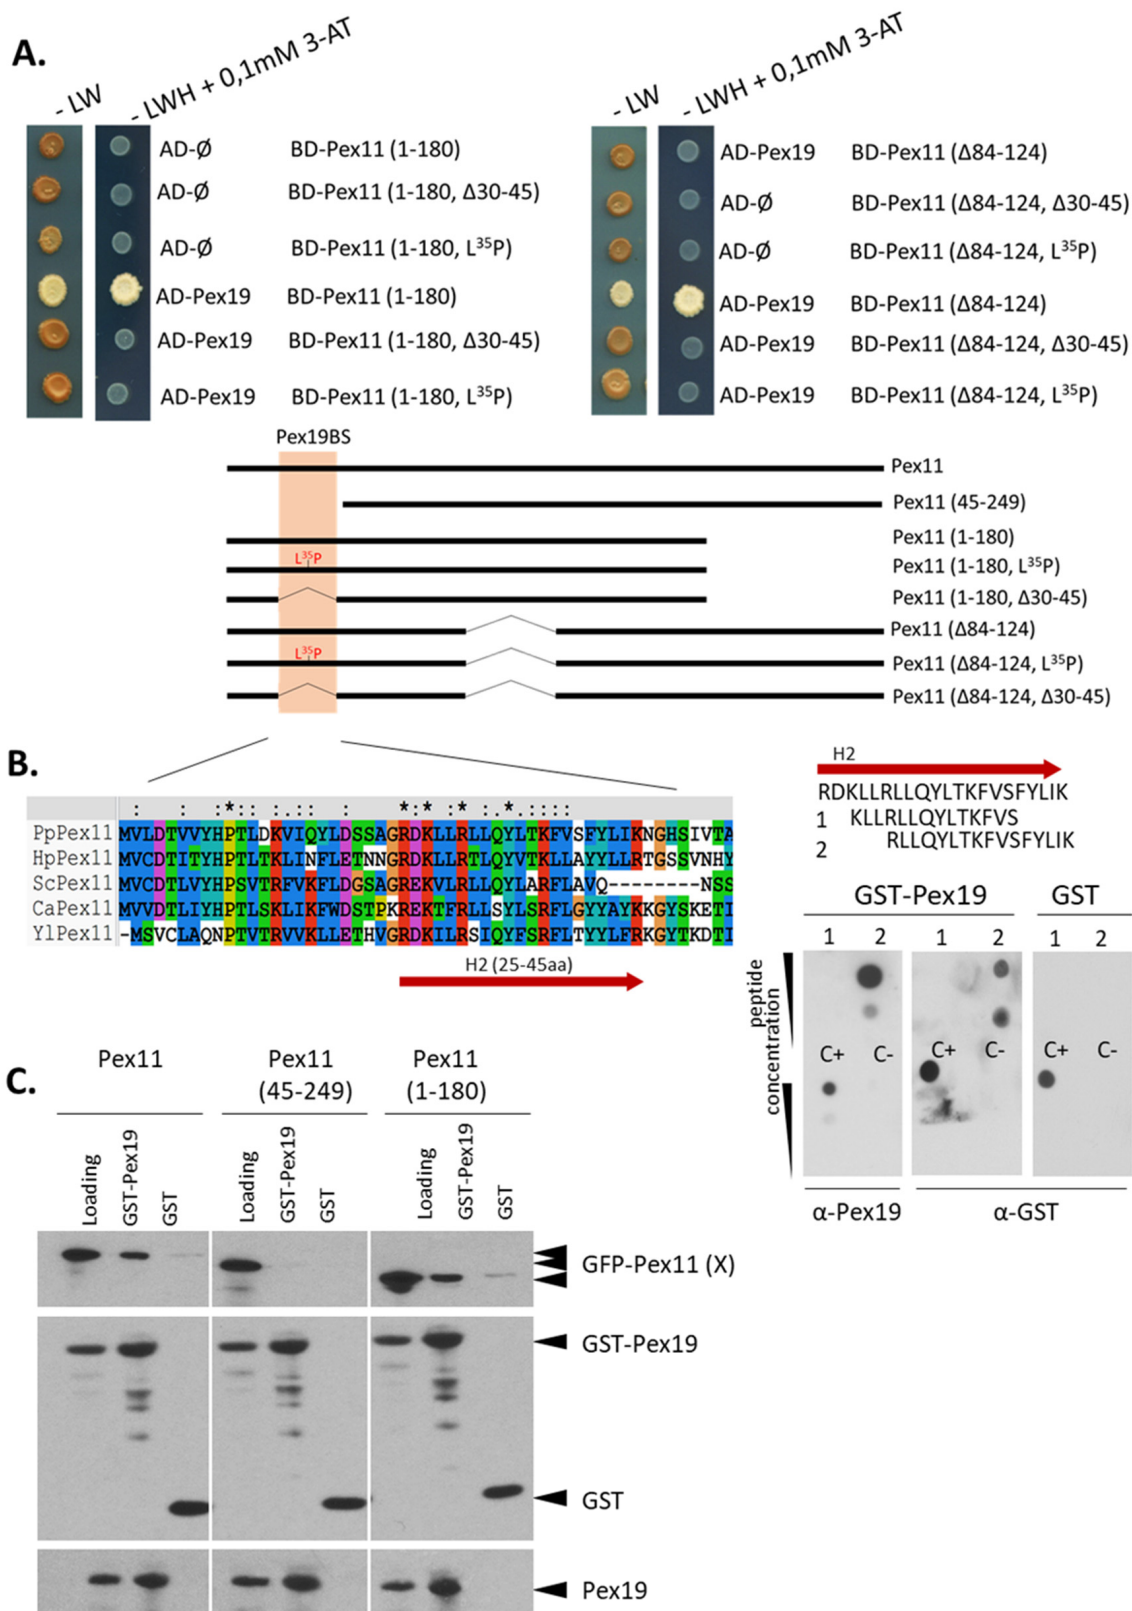 A.
- LW
- LWH + 0,1mM 3-AT
AD-Ø BD-Pex11 (1-180)
AD-Ø BD-Pex11 (1-180, Δ30-45)
AD-Ø BD-Pex11 (1-180, L³⁵P)
AD-Pex19 BD-Pex11 (1-180)
AD-Pex19 BD-Pex11 (1-180, Δ30-45)
AD-Pex19 BD-Pex11 (1-180, L³⁵P)
- LW
- LWH + 0,1mM 3-AT
AD-Pex19 BD-Pex11 (Δ84-124)
AD-Ø BD-Pex11 (Δ84-124, Δ30-45)
AD-Ø BD-Pex11 (Δ84-124, L³⁵P)
AD-Pex19 BD-Pex11 (Δ84-124)
AD-Pex19 BD-Pex11 (Δ84-124, Δ30-45)
AD-Pex19 BD-Pex11 (Δ84-124, L³⁵P)
Pex19BS
Pex11
Pex11 (45-249)
Pex11 (1-180)
L³⁵P
Pex11 (1-180, L³⁵P)
Pex11 (1-180, Δ30-45)
Pex11 (Δ84-124)
L³⁵P
Pex11 (Δ84-124, L³⁵P)
Pex11 (Δ84-124, Δ30-45)
B.
PpPex11 MVLDTVVYHPTLDKVIQYLDSSAGRDKLLRLLQYLTKFVSFYLIKNGHSIVTA
HpPex11 MVCDTITYHPTLTKLINFLETNNGRDKLLRTLQYVTKLLAYYLLRTGSSVNHY
ScPex11 MVCDTLVYHPSVTRFVKFLDGSAGREKVLRLLQYLARFLAVQ---------NSS
CaPex11 MVVDTLIYHPTLSKLIKFWDSTPKREKTFRLLSYLSRFLGYYAYKKGYSKETI
YlPex11 -MSVCLAQNPTVTRVVKLLETHVGRDKILRSIQYFSRFLTYYLFRKGYTKDTI
H2 (25-45aa)
H2
RDKLLRLLQYLTKFVSFYLIK
1 KLLRLLQYLTKFVS
2 RLLQYLTKFVSFYLIK
GST-Pex19 GST
1 2 1 2 1 2
peptide concentration
C+ C- C+ C- C+ C-
α-Pex19 α-GST
C.
Pex11 Pex11 (45-249) Pex11 (1-180)
Loading GST-Pex19 GST Loading GST-Pex19 GST Loading GST-Pex19 GST
GFP-Pex11 (X)
GST-Pex19
GST
Pex19